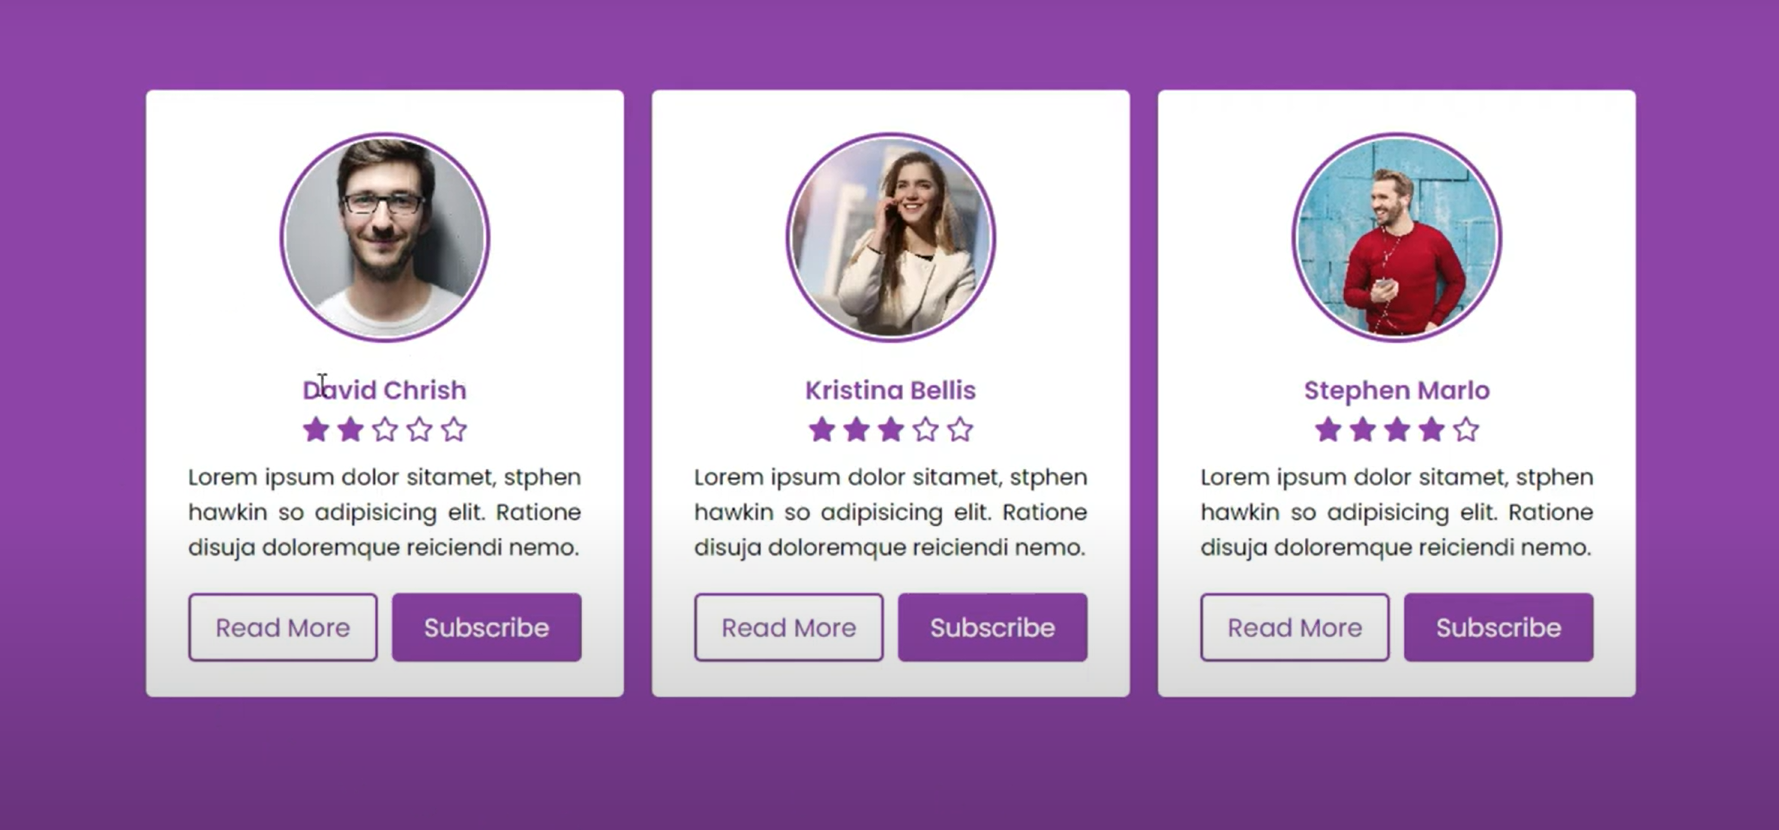 David Chrish
Lorem ipsum dolor sitamet, stphen
hawkin so adipisicing elit. Ratione
disuja doloremque reiciendi nemo.
Read More
Subscribe
Kristina Bellis
Lorem ipsum dolor sitamet, stphen
hawkin so adipisicing elit. Ratione
disuja doloremque reiciendi nemo.
Read More
Subscribe
Stephen Marlo
Lorem ipsum dolor sitamet, stphen
hawkin so adipisicing elit. Ratione
disuja doloremque reiciendi nemo.
Read More
Subscribe